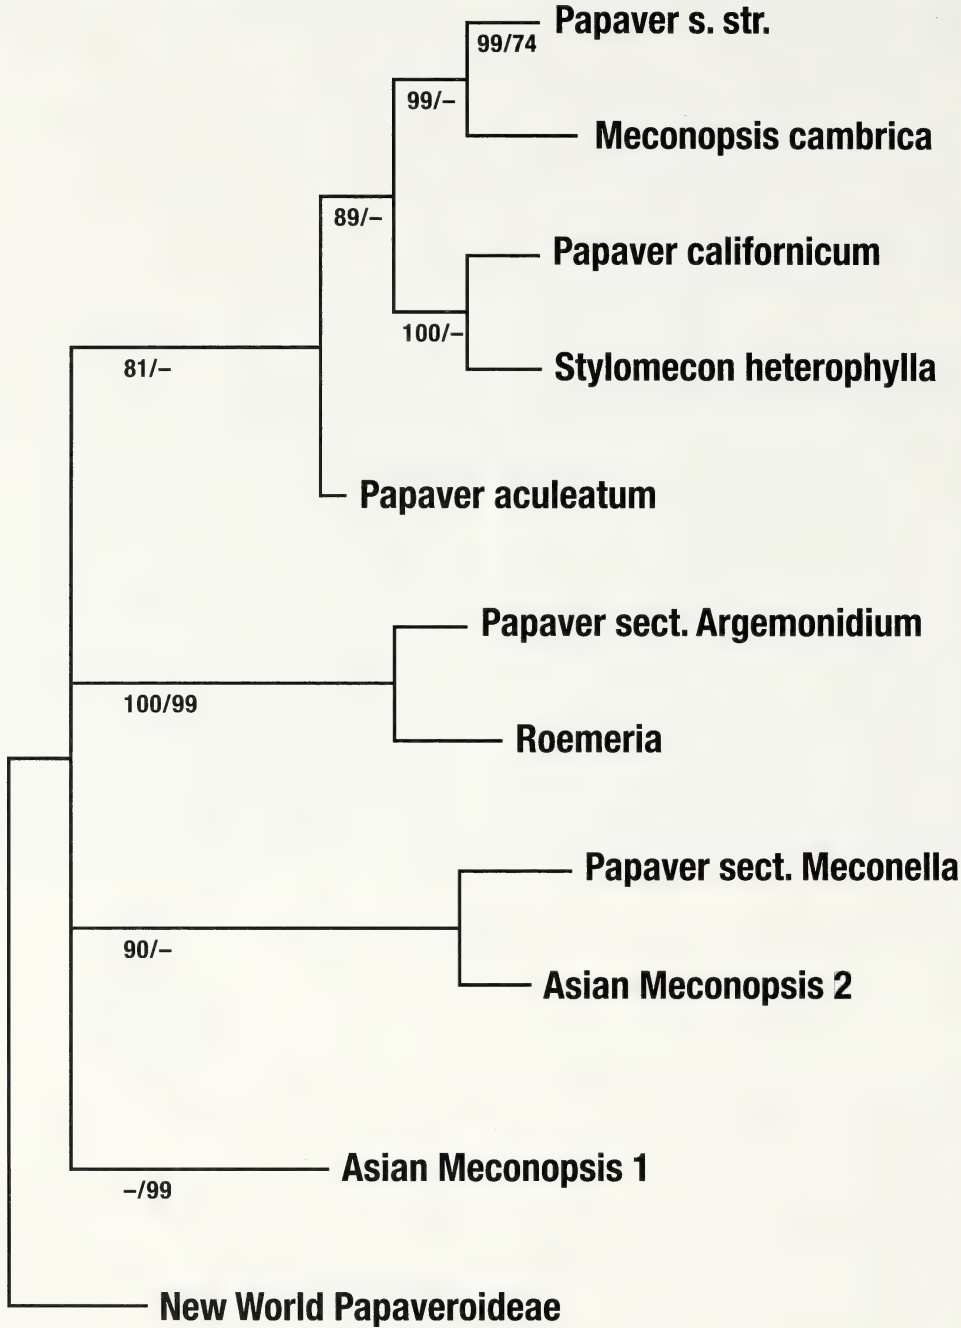 Papaver s. str.
99/74
99/–
Meconopsis cambrica
89/–
Papaver californicum
100/–
Stylomecon heterophylla
81/–
Papaver aculeatum
Papaver sect. Argemonidium
100/99
Roemeria
Papaver sect. Meconella
90/–
Asian Meconopsis 2
Asian Meconopsis 1
–/99
New World Papaveroideae